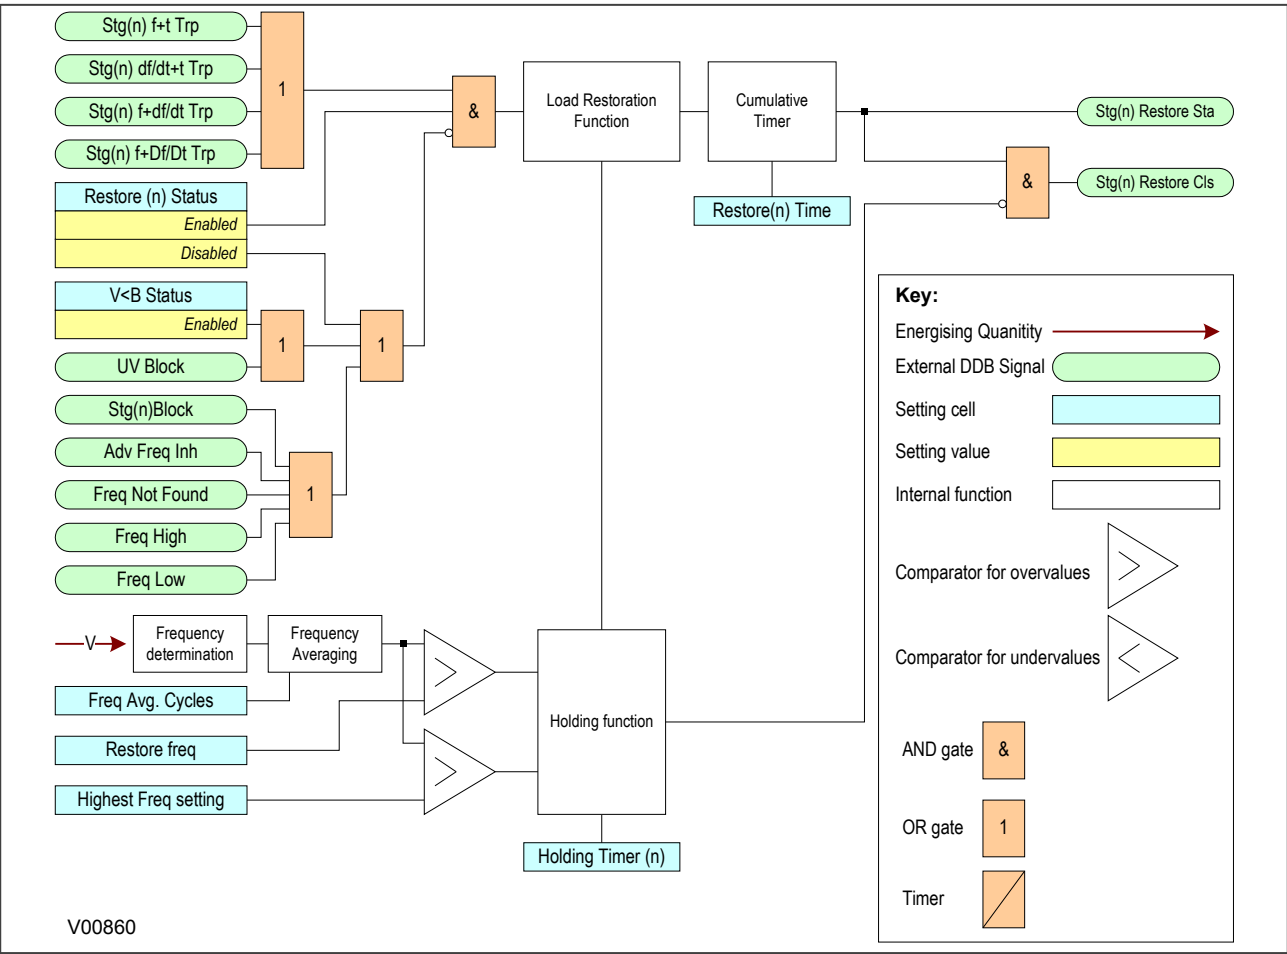 Stg(n) f+t Trp
Stg(n) df/dt+t Trp
Stg(n) f+df/dt Trp
Stg(n) f+Df/Dt Trp
1
&
Load Restoration
Function
Cumulative
Timer
Restore(n) Time
Stg(n) Restore Sta
&
Stg(n) Restore Cls
Restore (n) Status
Enabled
Disabled
V<B Status
Enabled
1
1
UV Block
Stg(n)Block
Adv Freq Inh
Freq Not Found
Freq High
Freq Low
1
V
Frequency
determination
Frequency
Averaging
Freq Avg. Cycles
Restore freq
Highest Freq setting
Holding function
Holding Timer (n)
Key:
Energising Quanitity
External DDB Signal
Setting cell
Setting value
Internal function
Comparator for overvalues
Comparator for undervalues
AND gate
&
OR gate
1
Timer
V00860